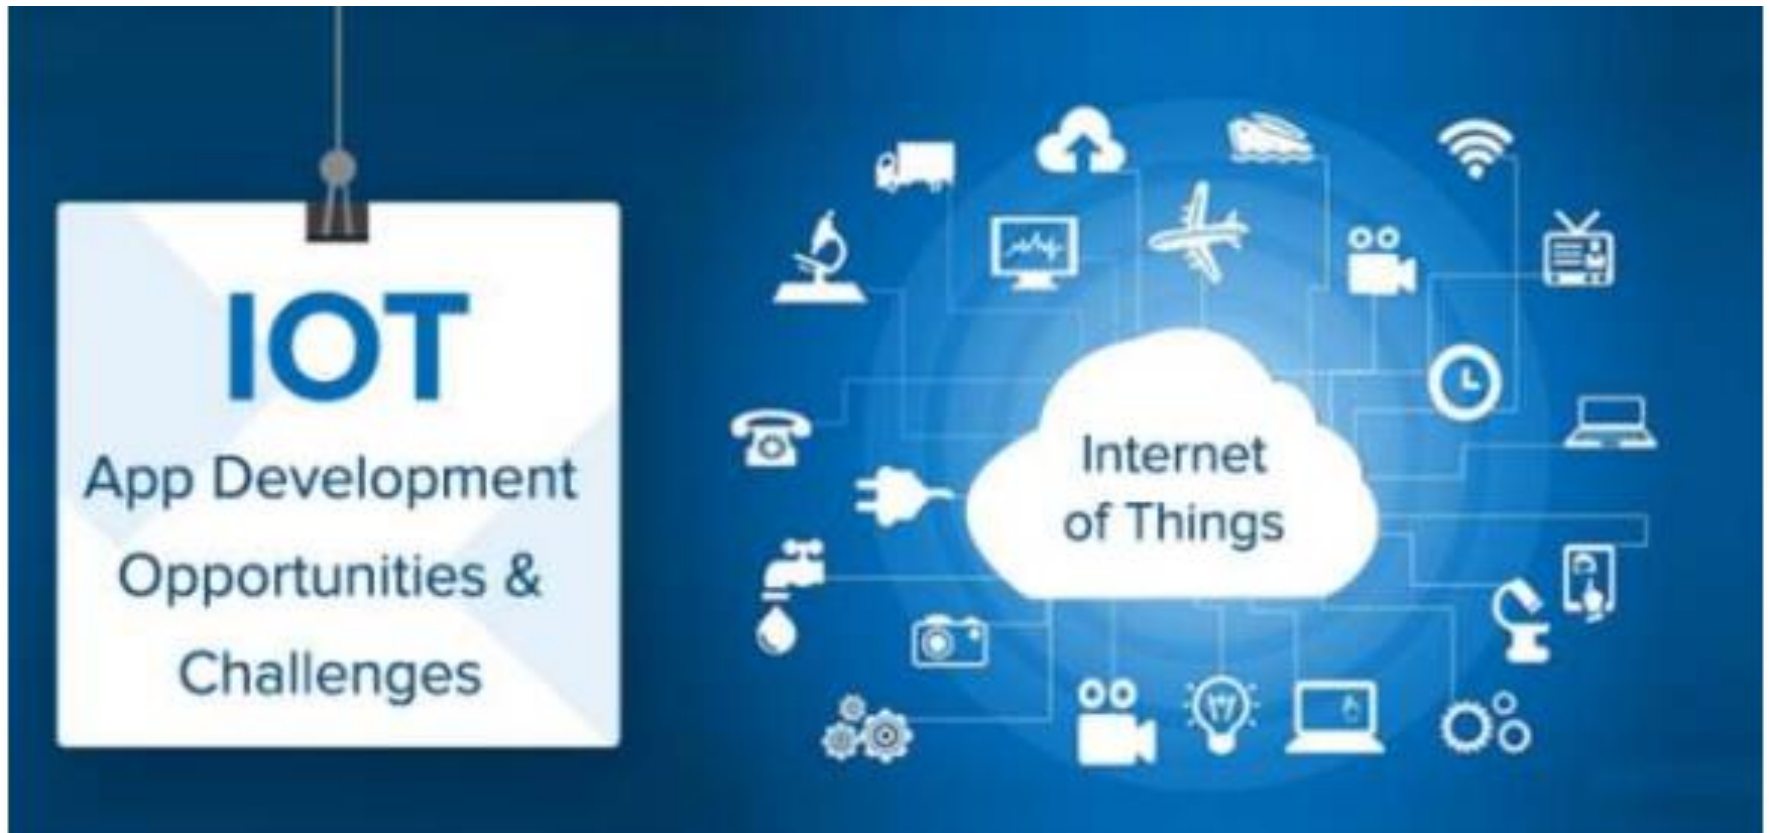 IOT
App Development
Opportunities &
Challenges
Internet
of Things